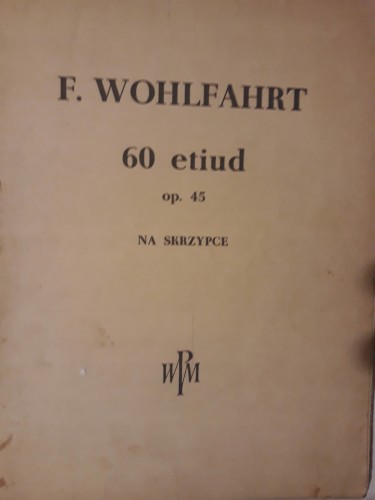 F. WOHLFAHRT
60 etiud
op. 45
NA SKRZYPCE
PWM